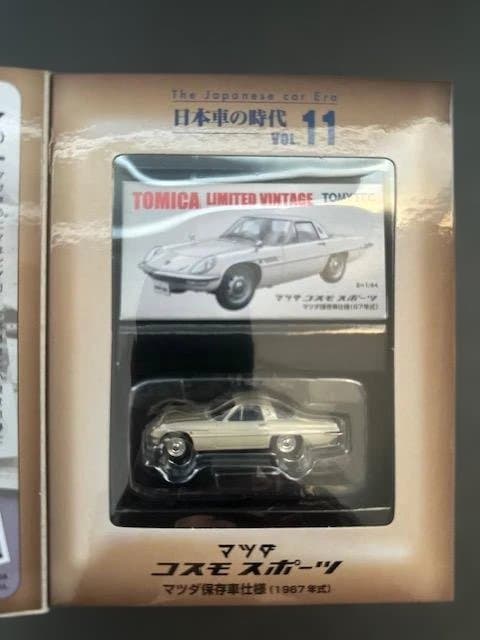 The Japanese car Era
日本車の時代 VOL. 11
TOMICA LIMITED VINTAGE TOMYTEC
S=1/64
マツダ コスモ スポーツ
マツダ保存車仕様(67年式)
マツダ
コスモ スポーツ
マツダ保存車仕様(1967年式)